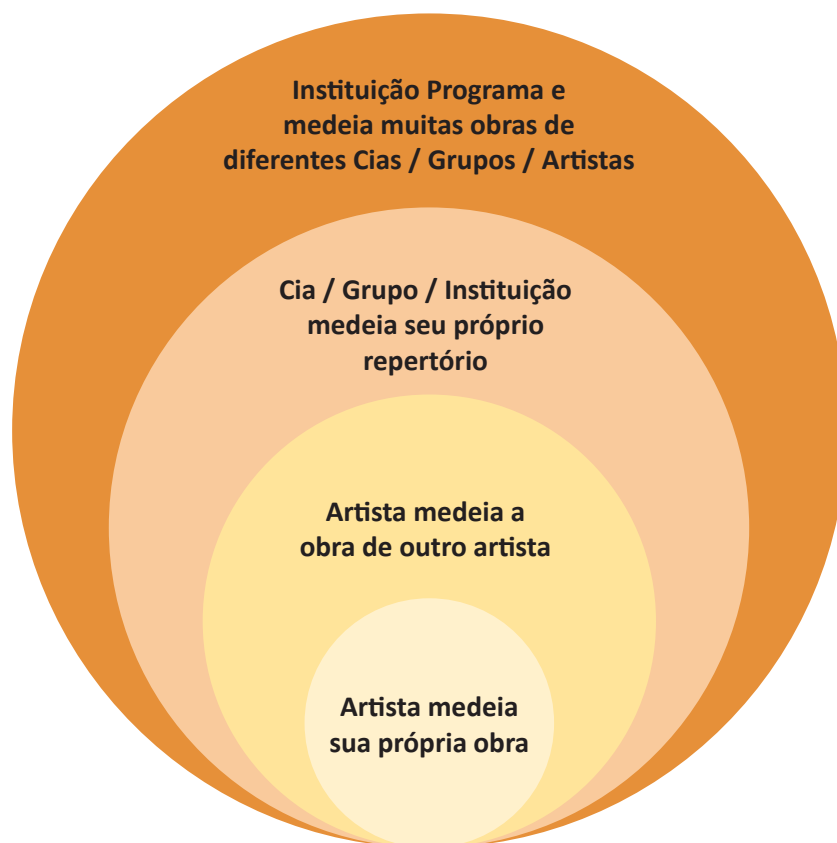 Instituição Programa e
medeia muitas obras de
diferentes Cias / Grupos / Artistas
Cia / Grupo / Instituição
medeia seu próprio
repertório
Artista medeia a
obra de outro artista
Artista medeia
sua própria obra